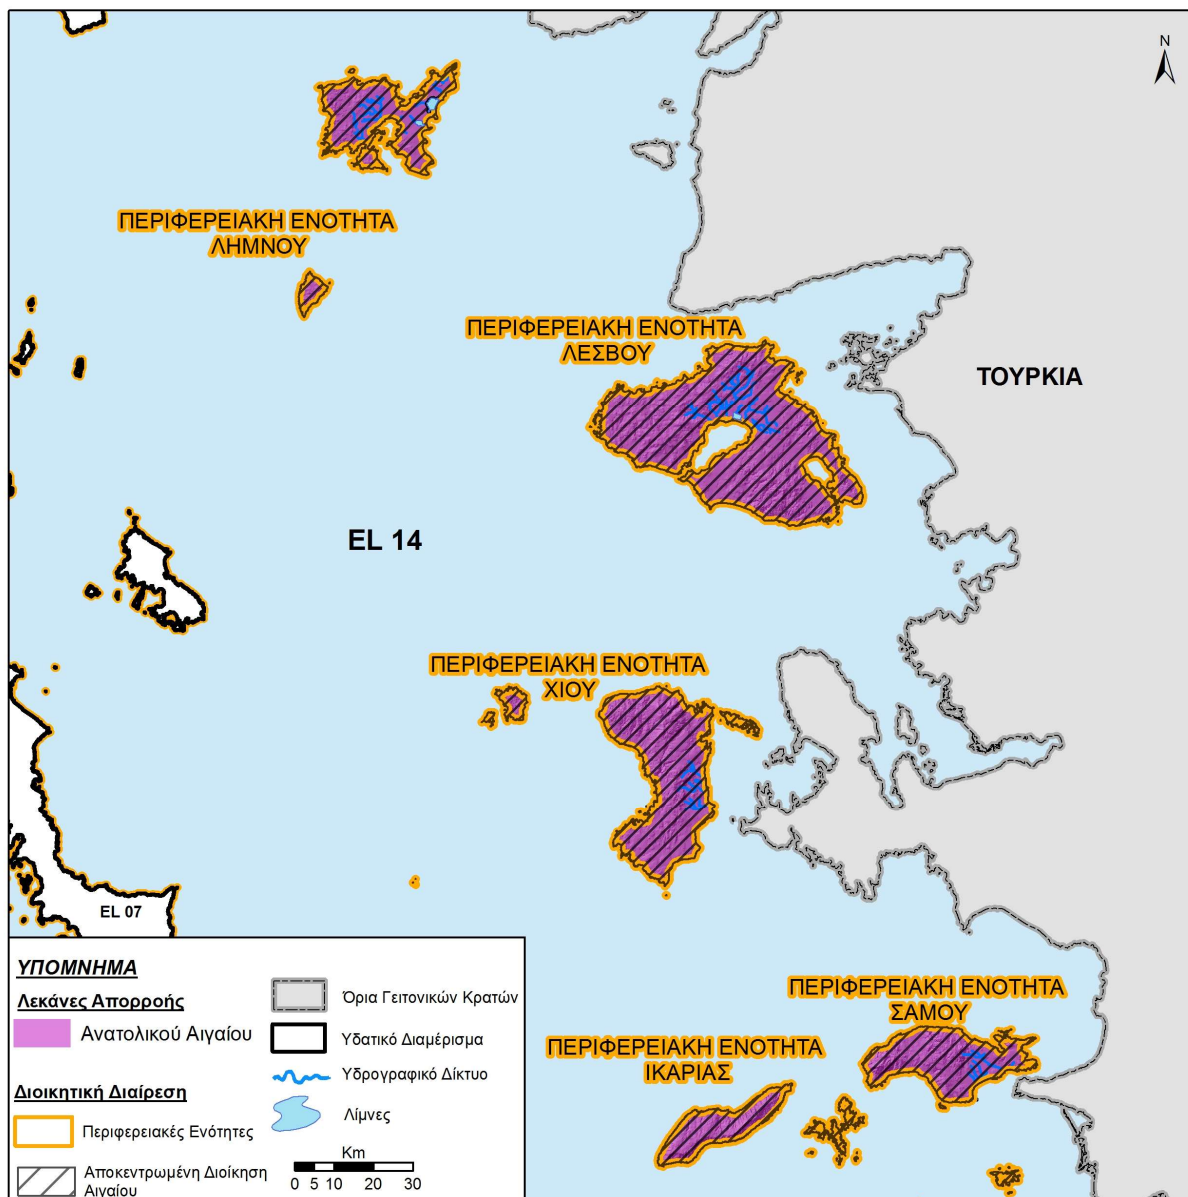 N
ΠΕΡΙΦΕΡΕΙΑΚΗ ΕΝΟΤΗΤΑ
ΛΗΜΝΟΥ
ΠΕΡΙΦΕΡΕΙΑΚΗ ΕΝΟΤΗΤΑ
ΛΕΣΒΟΥ
ΤΟΥΡΚΙΑ
EL 14
ΠΕΡΙΦΕΡΕΙΑΚΗ ΕΝΟΤΗΤΑ
ΧΙΟΥ
EL 07
ΠΕΡΙΦΕΡΕΙΑΚΗ ΕΝΟΤΗΤΑ
ΣΑΜΟΥ
ΠΕΡΙΦΕΡΕΙΑΚΗ ΕΝΟΤΗΤΑ
ΙΚΑΡΙΑΣ
ΥΠΟΜΝΗΜΑ
Λεκάνες Απορροής
Ανατολικού Αιγαίου
Διοικητική Διαίρεση
Περιφερειακές Ενότητες
Αποκεντρωμένη Διοίκηση
Αιγαίου
Όρια Γειτονικών Κρατών
Υδατικό Διαμέρισμα
Υδρογραφικό Δίκτυο
Λίμνες
Km
0 5 10 20 30